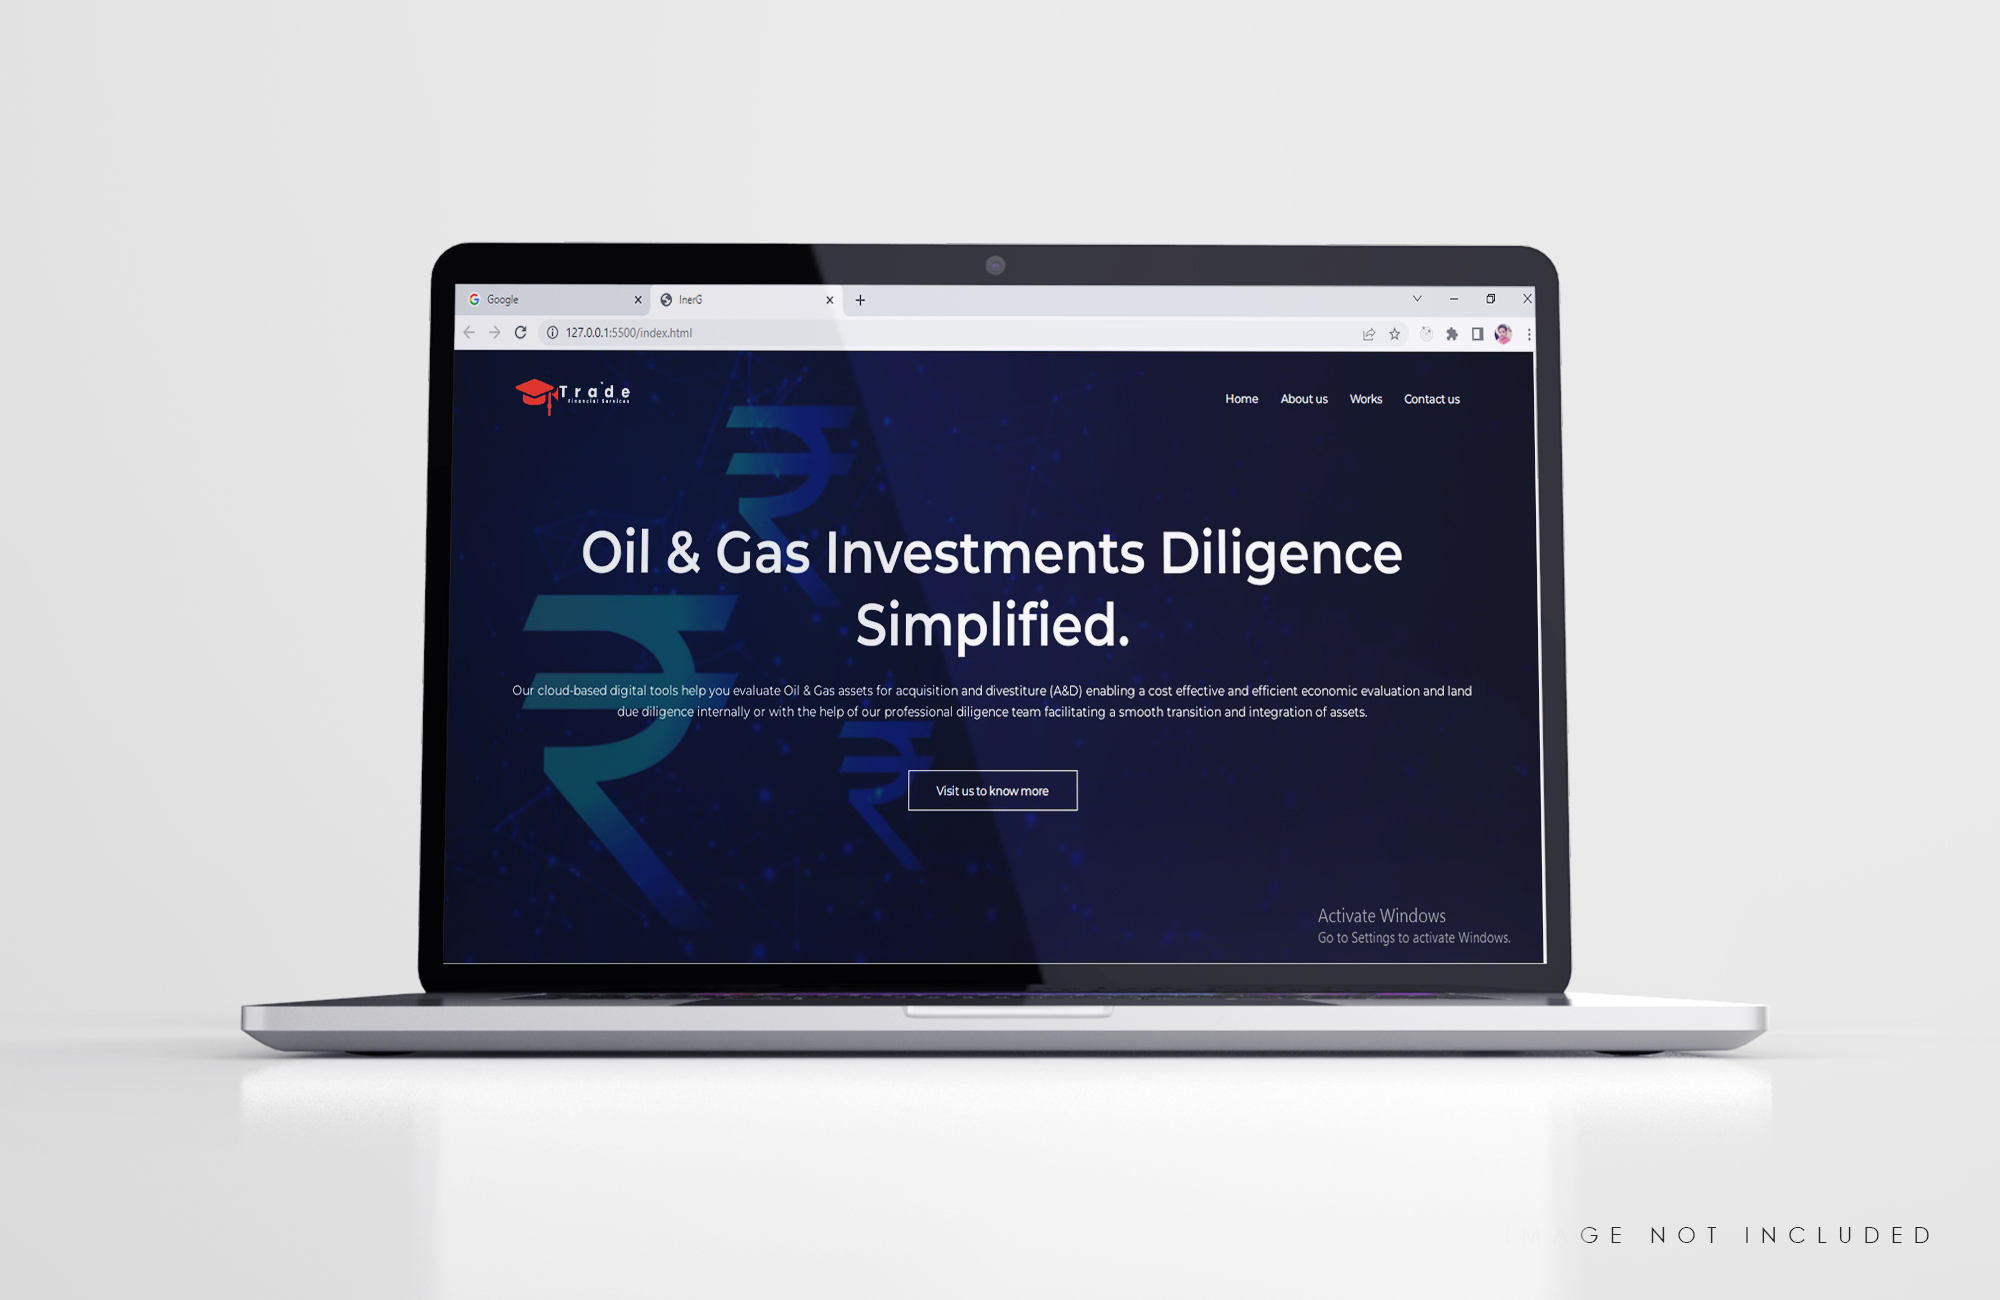 Google
InerG
127.0.0.1:5500/index.html
Trade
Financial Services
Home About us Works Contact us
Oil & Gas Investments Diligence
Simplified.
Our cloud-based digital tools help you evaluate Oil & Gas assets for acquisition and divestiture (A&D) enabling a cost effective and efficient economic evaluation and land
due diligence internally or with the help of our professional diligence team facilitating a smooth transition and integration of assets.
Visit us to know more
Activate Windows
Go to Settings to activate Windows.
IMAGE NOT INCLUDED